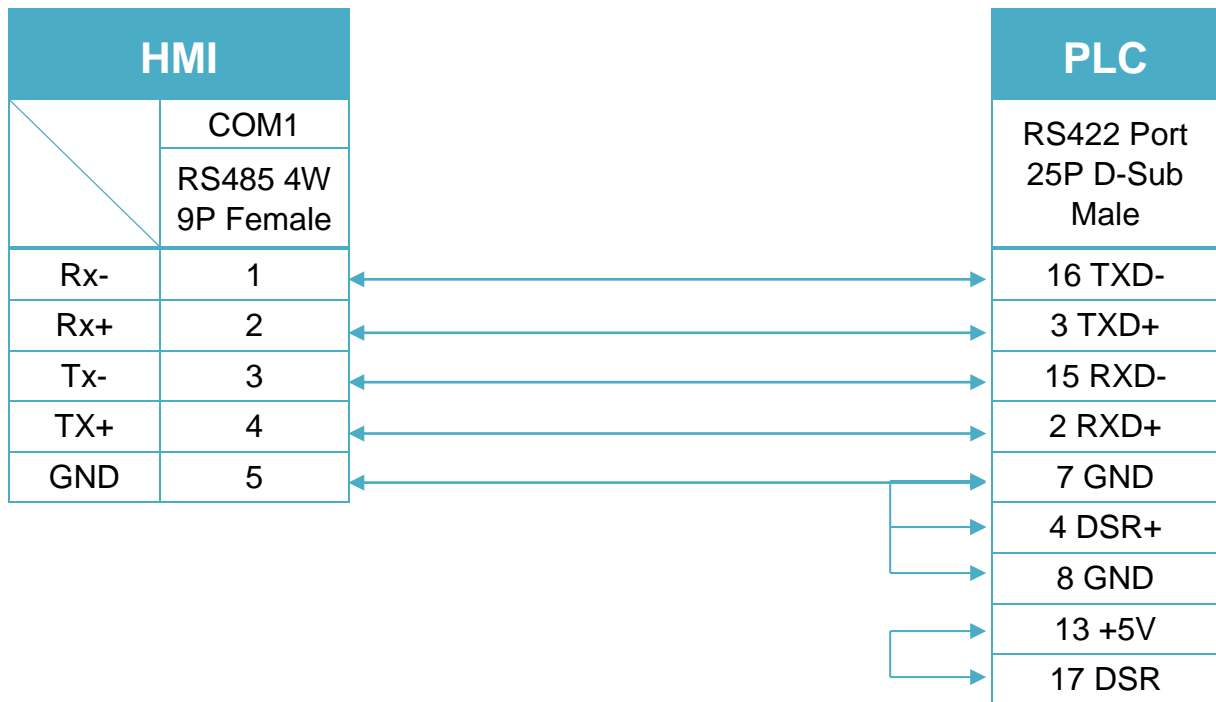 HMI
PLC
COM1
RS485 4W
9P Female
RS422 Port
25P D-Sub
Male
Rx- 1 16 TXD-
Rx+ 2 3 TXD+
Tx- 3 15 RXD-
TX+ 4 2 RXD+
GND 5 7 GND
4 DSR+
8 GND
13 +5V
17 DSR